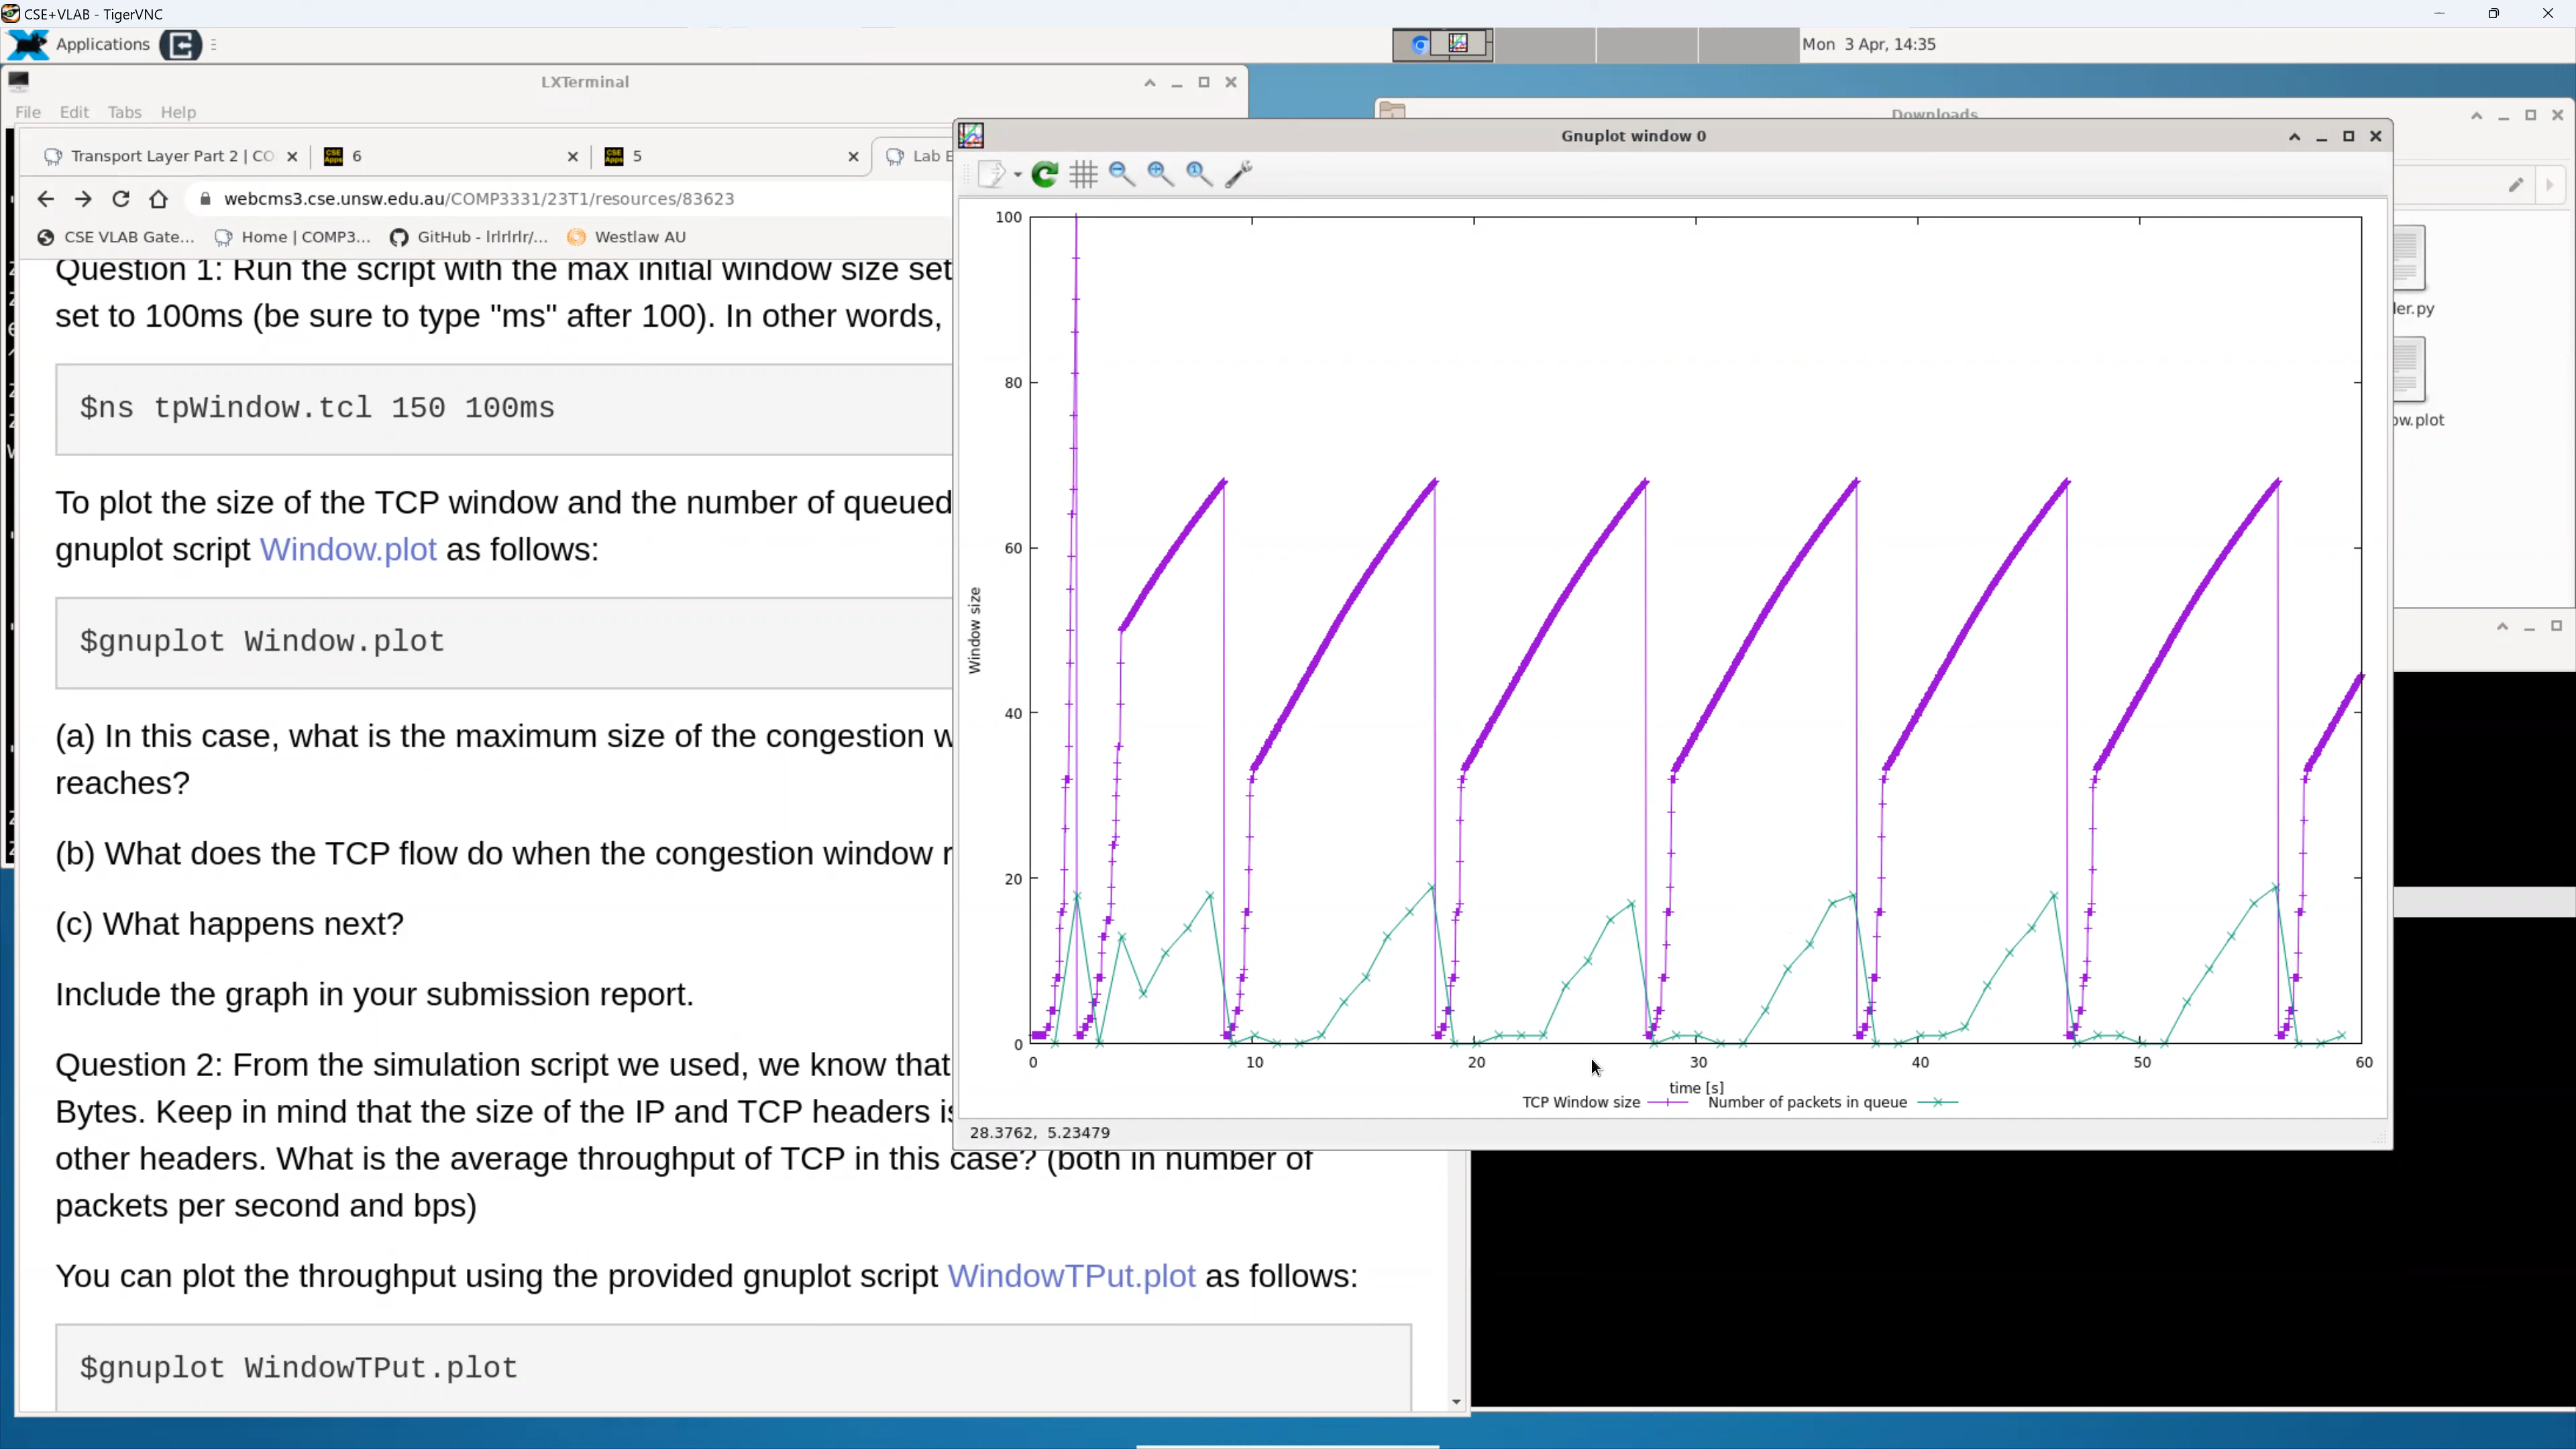 CSE+VLAB - TigerVNC
Applications
Mon 3 Apr, 14:35
LXTerminal
File Edit Tabs Help
Downloads
Transport Layer Part 2 | CO
6
5
Lab E
webcms3.cse.unsw.edu.au/COMP3331/23T1/resources/83623
CSE VLAB Gate...
Home | COMP3...
GitHub - lrlrlrlr/...
Westlaw AU
Question 1: Run the script with the max initial window size set
set to 100ms (be sure to type "ms" after 100). In other words,
$ns tpWindow.tcl 150 100ms
To plot the size of the TCP window and the number of queued
gnuplot script Window.plot as follows:
$gnuplot Window.plot
(a) In this case, what is the maximum size of the congestion w
reaches?
(b) What does the TCP flow do when the congestion window r
(c) What happens next?
Include the graph in your submission report.
Question 2: From the simulation script we used, we know that
Bytes. Keep in mind that the size of the IP and TCP headers is
other headers. What is the average throughput of TCP in this case? (both in number of
packets per second and bps)
You can plot the throughput using the provided gnuplot script WindowTPut.plot as follows:
$gnuplot WindowTPut.plot
Gnuplot window 0
100
80
60
40
20
0
Window size
0 10 20 30 40 50 60
time [s]
TCP Window size
Number of packets in queue
28.3762, 5.23479
ler.py
ow.plot